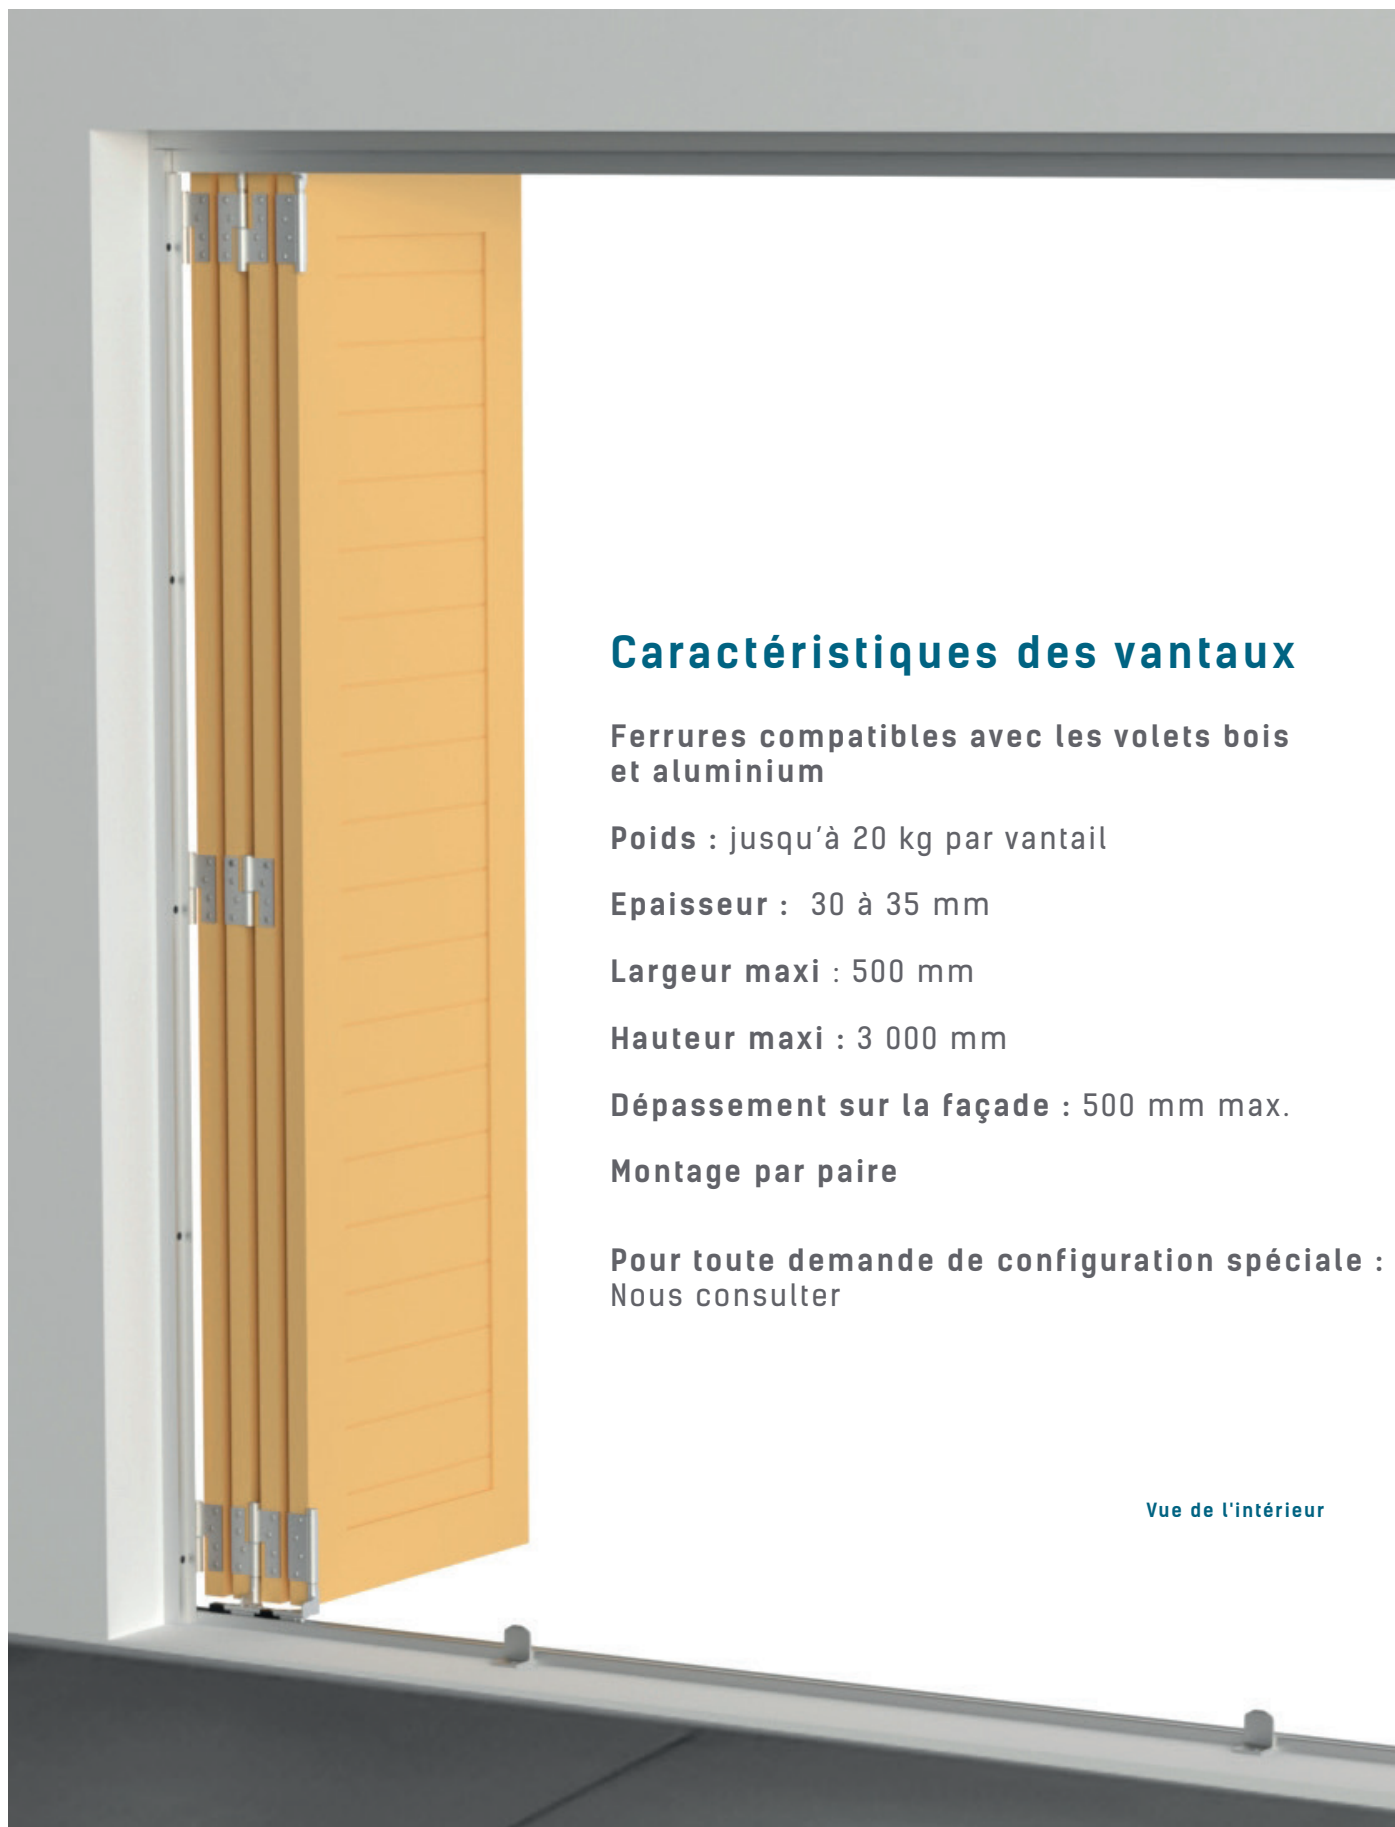 Caractéristiques des vantaux
Ferrures compatibles avec les volets bois
et aluminium
Poids : jusqu'à 20 kg par vantail
Epaisseur : 30 à 35 mm
Largeur maxi : 500 mm
Hauteur maxi : 3 000 mm
Dépassement sur la façade : 500 mm max.
Montage par paire
Pour toute demande de configuration spéciale :
Nous consulter
Vue de l'intérieur